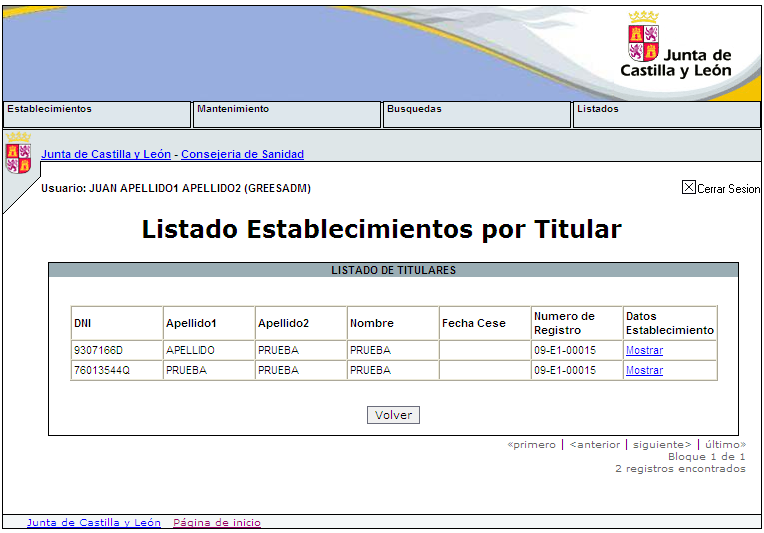 Junta de
Castilla y León
Establecimientos Mantenimiento Busquedas Listados
Junta de Castilla y León - Consejeria de Sanidad
Usuario: JUAN APELLIDO1 APELLIDO2 (GREESADM) Cerrar Sesion
Listado Establecimientos por Titular
LISTADO DE TITULARES
DNI Apellido1 Apellido2 Nombre Fecha Cese Numero de Registro Datos Establecimiento
9307166D APELLIDO PRUEBA PRUEBA 09-E1-00015 Mostrar
76013544Q PRUEBA PRUEBA PRUEBA 09-E1-00015 Mostrar
Volver
«primero | <anterior | siguiente> | último»
Bloque 1 de 1
2 registros encontrados
Junta de Castilla y León Página de inicio